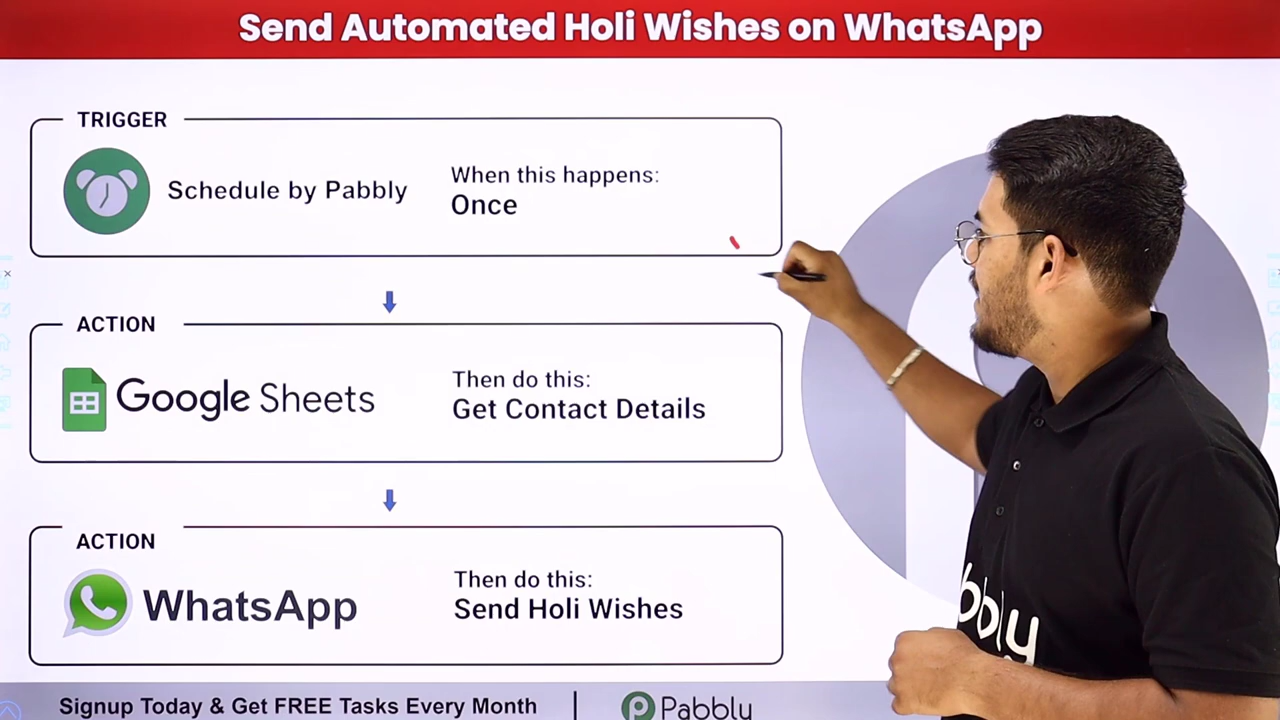 Send Automated Holi Wishes on WhatsApp
TRIGGER
Schedule by Pabbly
When this happens:
Once
ACTION
Google Sheets
Then do this:
Get Contact Details
ACTION
WhatsApp
Then do this:
Send Holi Wishes
bbly
Signup Today & Get FREE Tasks Every Month
Pabbly